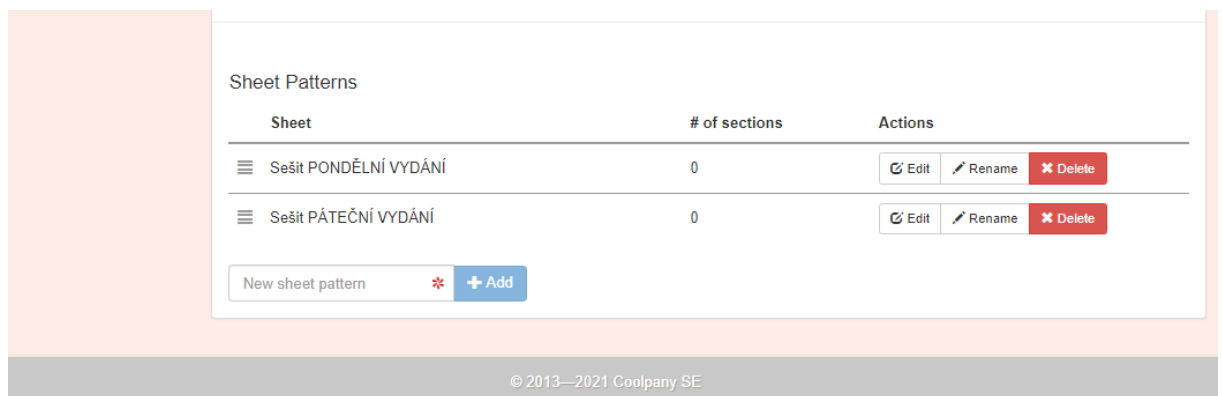 Sheet Patterns
Sheet # of sections Actions
Sešit PONDĚLNÍ VYDÁNÍ 0 Edit Rename Delete
Sešit PÁTEČNÍ VYDÁNÍ 0 Edit Rename Delete
New sheet pattern Add
© 2013—2021 Coolpany SE